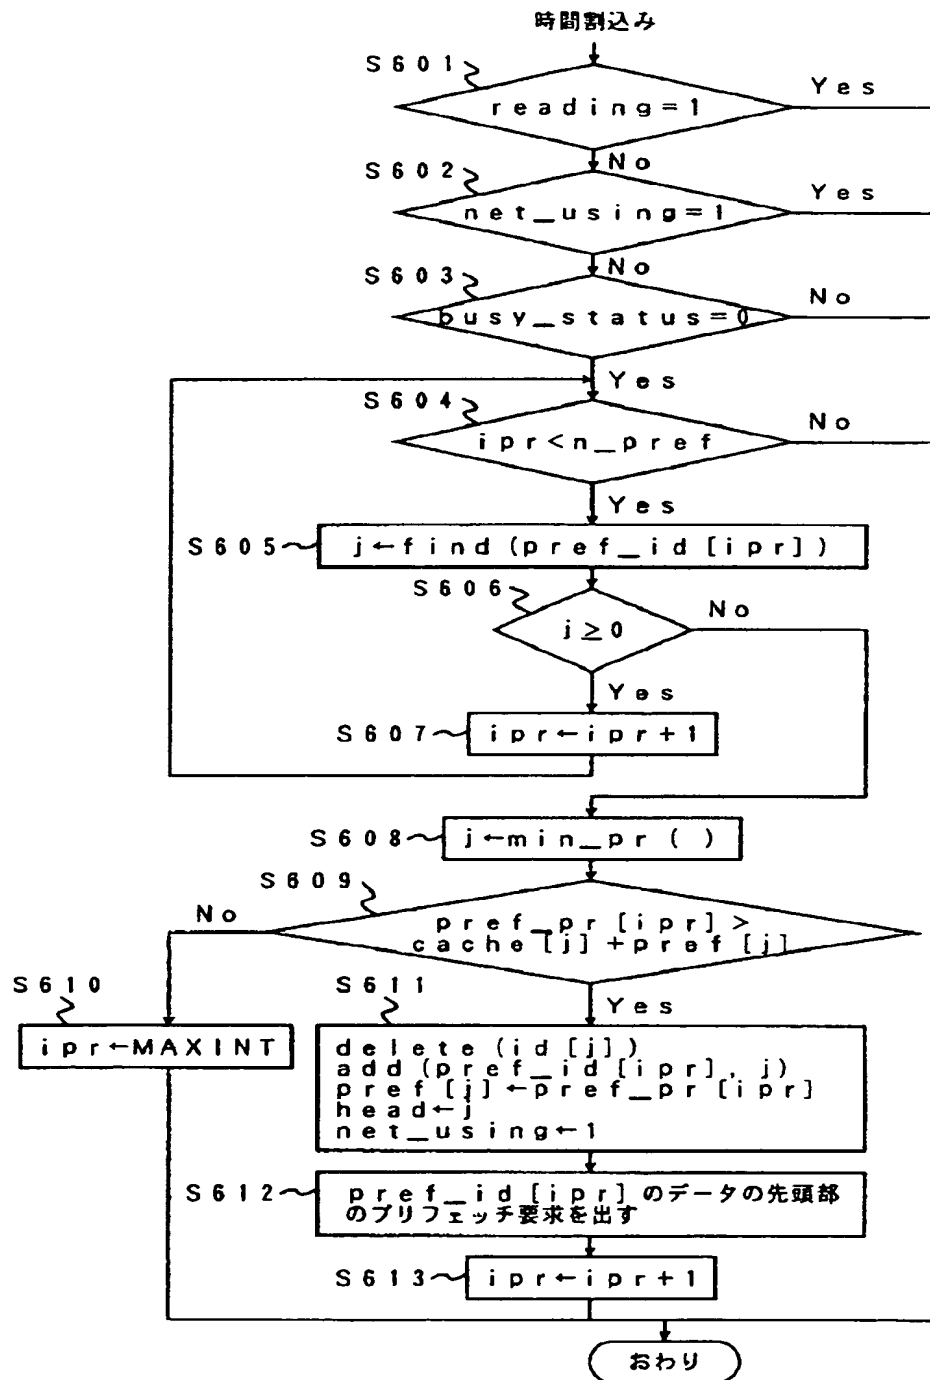 時間割込み
S601
reading=1
Yes
No
S602
net_using=1
Yes
No
S603
busy_status=0
No
Yes
S604
ipr<n_pref
No
Yes
S605
j←find(pref_id[ipr])
S606
j≥0
No
Yes
S607
ipr←ipr+1
S608
j←min_pr( )
S609
No
pref_pr[ipr]>
cache[j]+pref[j]
Yes
S610
ipr←MAXINT
S611
delete(id[j])
add(pref_id[ipr],j)
pref[j]←pref_pr[ipr]
head←j
net_using←1
S612
pref_id[ipr]のデータの先頭部
のプリフェッチ要求を出す
S613
ipr←ipr+1
おわり